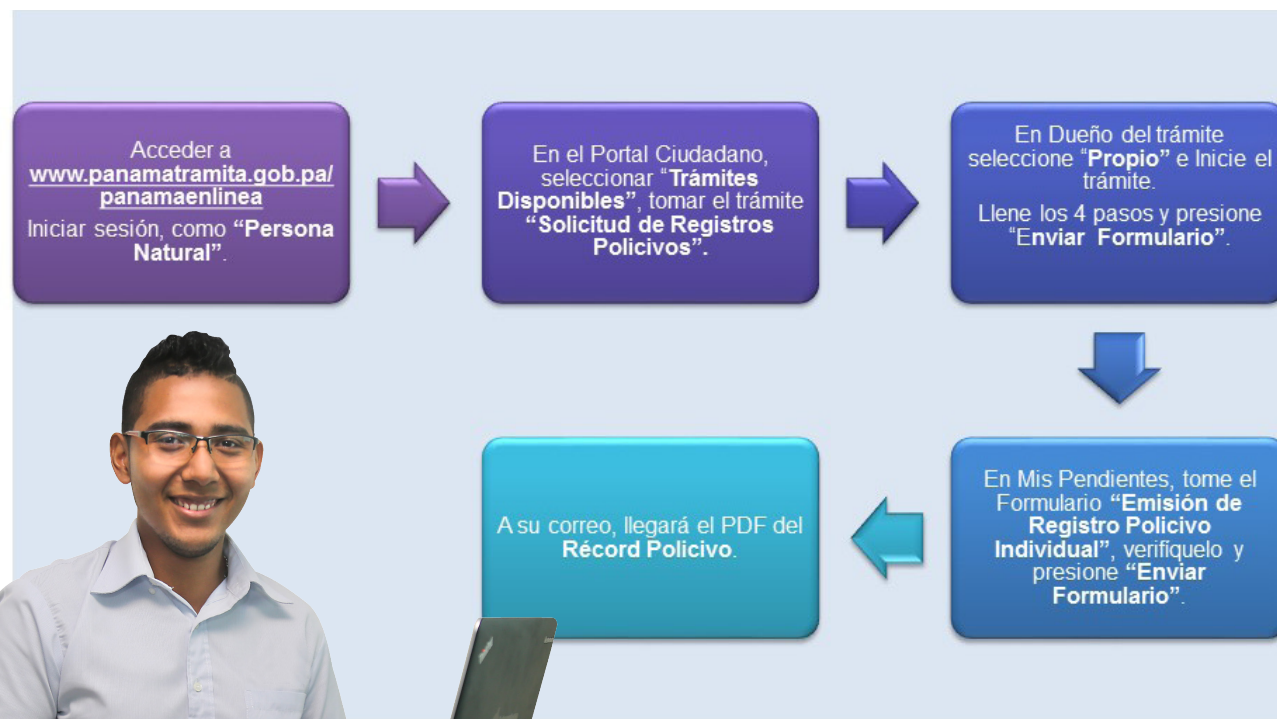 Acceder a
www.panamatramita.gob.pa/
panamaenlinea
Iniciar sesión, como “Persona
Natural”.
En el Portal Ciudadano,
seleccionar “Trámites
Disponibles”, tomar el trámite
“Solicitud de Registros
Policivos”.
En Dueño del trámite
seleccione “Propio” e Inicie el
trámite.
Llene los 4 pasos y presione
“Enviar Formulario”.
En Mis Pendientes, tome el
Formulario “Emisión de
Registro Policivo
Individual”, verifíquelo y
presione “Enviar
Formulario”.
A su correo, llegará el PDF del
Récord Policivo.